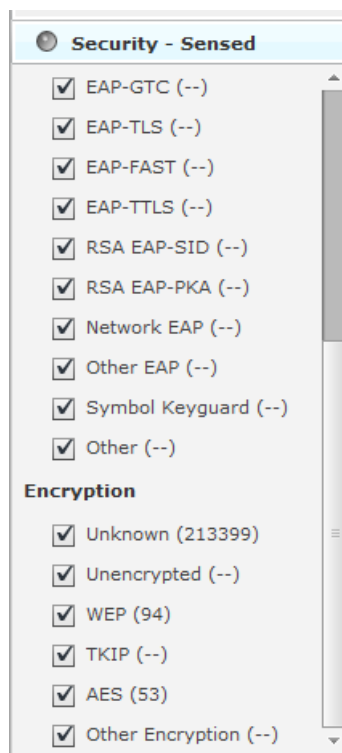 Security - Sensed
EAP-GTC (--)
EAP-TLS (--)
EAP-FAST (--)
EAP-TTLS (--)
RSA EAP-SID (--)
RSA EAP-PKA (--)
Network EAP (--)
Other EAP (--)
Symbol Keyguard (--)
Other (--)
Encryption
Unknown (213399)
Unencrypted (--)
WEP (94)
TKIP (--)
AES (53)
Other Encryption (--)